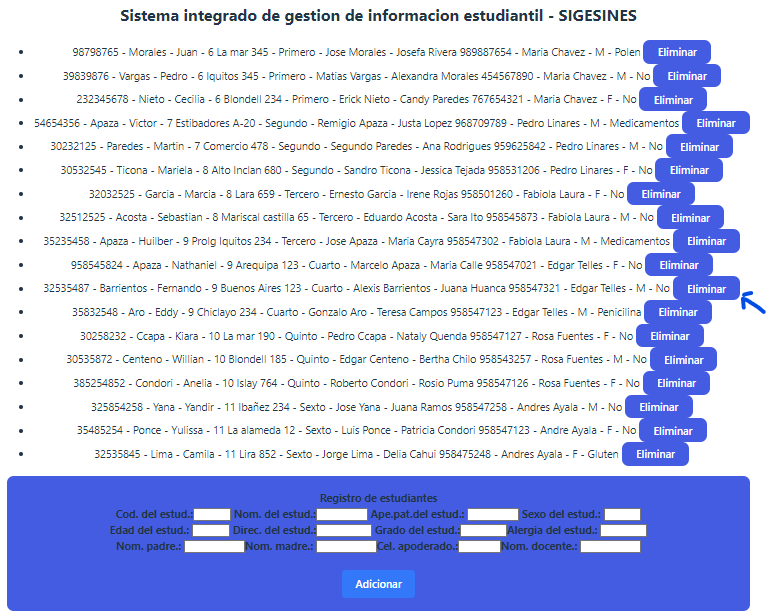 Sistema integrado de gestion de informacion estudiantil - SIGESINES
98798765 - Morales - Juan - 6 La mar 345 - Primero - Jose Morales - Josefa Rivera 989887654 - Maria Chavez - M - Polen Eliminar
39839876 - Vargas - Pedro - 6 Iquitos 345 - Primero - Matias Vargas - Alexandra Morales 454567890 - Maria Chavez - M - No Eliminar
232345678 - Nieto - Cecilia - 6 Blondell 234 - Primero - Erick Nieto - Candy Paredes 767654321 - Maria Chavez - F - No Eliminar
54654356 - Apaza - Victor - 7 Estibadores A-20 - Segundo - Remigio Apaza - Justa Lopez 968709789 - Pedro Linares - M - Medicamentos Eliminar
30232125 - Paredes - Martin - 7 Comercio 478 - Segundo - Segundo Paredes - Ana Rodrigues 959625842 - Pedro Linares - M - No Eliminar
30532545 - Ticona - Mariela - 8 Alto Inclan 680 - Segundo - Sandro Ticona - Jessica Tejada 958531206 - Pedro Linares - F - No Eliminar
32032525 - Garcia - Marcia - 8 Lara 659 - Tercero - Ernesto Garcia - Irene Rojas 958501260 - Fabiola Laura - F - No Eliminar
32512525 - Acosta - Sebastian - 8 Mariscal castilla 65 - Tercero - Eduardo Acosta - Sara Ito 958545873 - Fabiola Laura - M - No Eliminar
35235458 - Apaza - Huilber - 9 Prolg Iquitos 234 - Tercero - Jose Apaza - Maria Cayra 958547302 - Fabiola Laura - M - Medicamentos Eliminar
958545824 - Apaza - Nathaniel - 9 Arequipa 123 - Cuarto - Marcelo Apaza - Maria Calle 958547021 - Edgar Telles - F - No Eliminar
32535487 - Barrientos - Fernando - 9 Buenos Aires 123 - Cuarto - Alexis Barrientos - Juana Huanca 958547321 - Edgar Telles - M - No Eliminar
35832548 - Aro - Eddy - 9 Chiclayo 234 - Cuarto - Gonzalo Aro - Teresa Campos 958547123 - Edgar Telles - M - Penicilina Eliminar
30258232 - Ccapa - Kiara - 10 La mar 190 - Quinto - Pedro Ccapa - Nataly Quenda 958547127 - Rosa Fuentes - F - No Eliminar
30535872 - Centeno - Willian - 10 Blondell 185 - Quinto - Edgar Centeno - Bertha Chilo 958543257 - Rosa Fuentes - M - No Eliminar
385254852 - Condori - Anelia - 10 Islay 764 - Quinto - Roberto Condori - Rosio Puma 958547126 - Rosa Fuentes - F - No Eliminar
325854258 - Yana - Yandir - 11 Ibañez 234 - Sexto - Jose Yana - Juana Ramos 958547258 - Andres Ayala - M - No Eliminar
35485254 - Ponce - Yulissa - 11 La alameda 12 - Sexto - Luis Ponce - Patricia Condori 958547123 - Andre Ayala - F - No Eliminar
32535845 - Lima - Camila - 11 Lira 852 - Sexto - Jorge Lima - Delia Cahui 958475248 - Andres Ayala - F - Gluten Eliminar
Registro de estudiantes
Cod. del estud.: Nom. del estud.: Ape.pat.del estud.: Sexo del estud.:
Edad del estud.: Direc. del estud.: Grado del estud.: Alergia del estud.:
Nom. padre.: Nom. madre.: Cel. apoderado.: Nom. docente.:
Adicionar